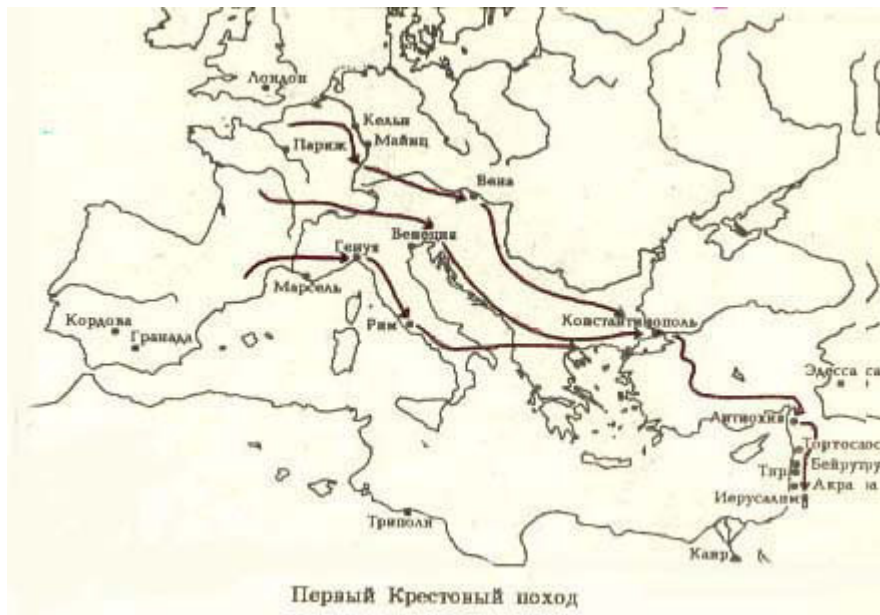 Лондон
Кельн
Майнц
Париж
Вена
Генуя
Венеция
Марсель
Константинополь
Кордова
Гранада
Рим
Эдесса
Антиохия
Бейрут
Тир
Акра
Иерусалим
Триполи
Каир
Первый Крестовый поход